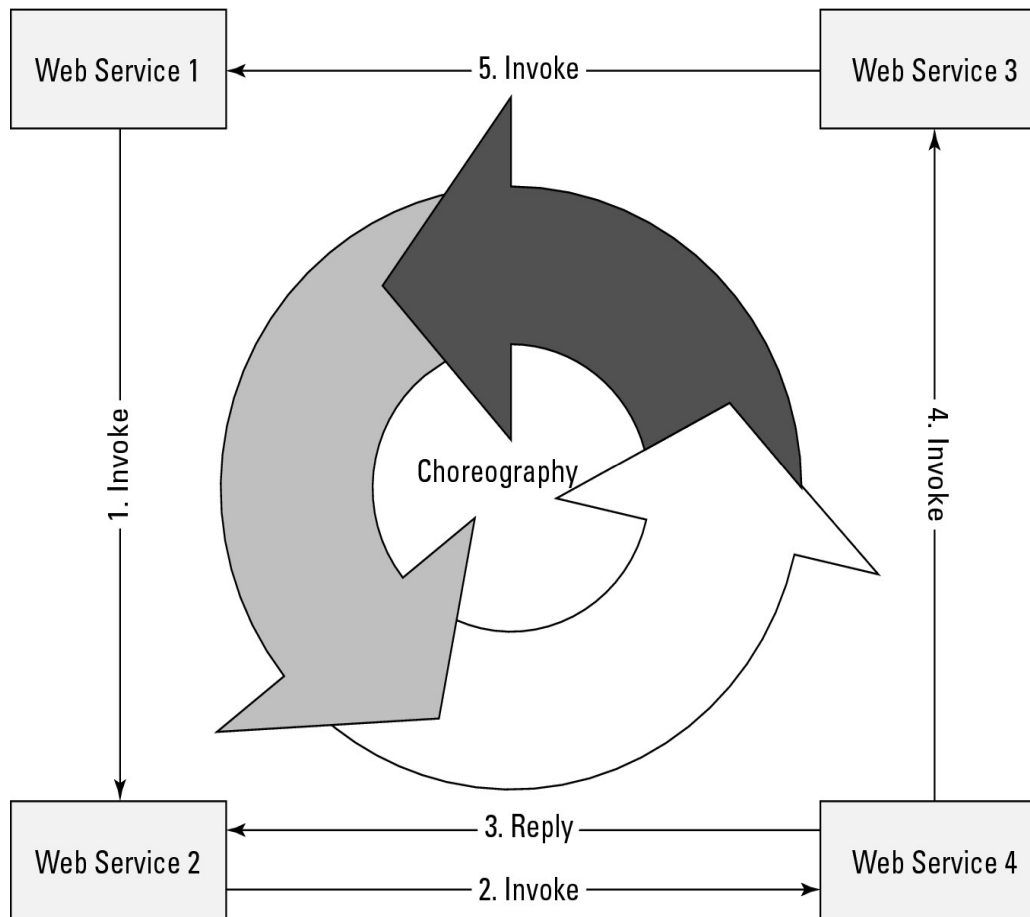 Web Service 1
5. Invoke
Web Service 3
1. Invoke
Choreography
4. Invoke
Web Service 2
3. Reply
2. Invoke
Web Service 4